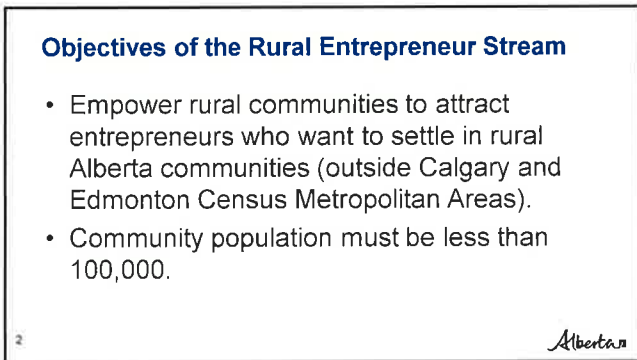 Objectives of the Rural Entrepreneur Stream
• Empower rural communities to attract
entrepreneurs who want to settle in rural
Alberta communities (outside Calgary and
Edmonton Census Metropolitan Areas).
• Community population must be less than
100,000.
2
Alberta